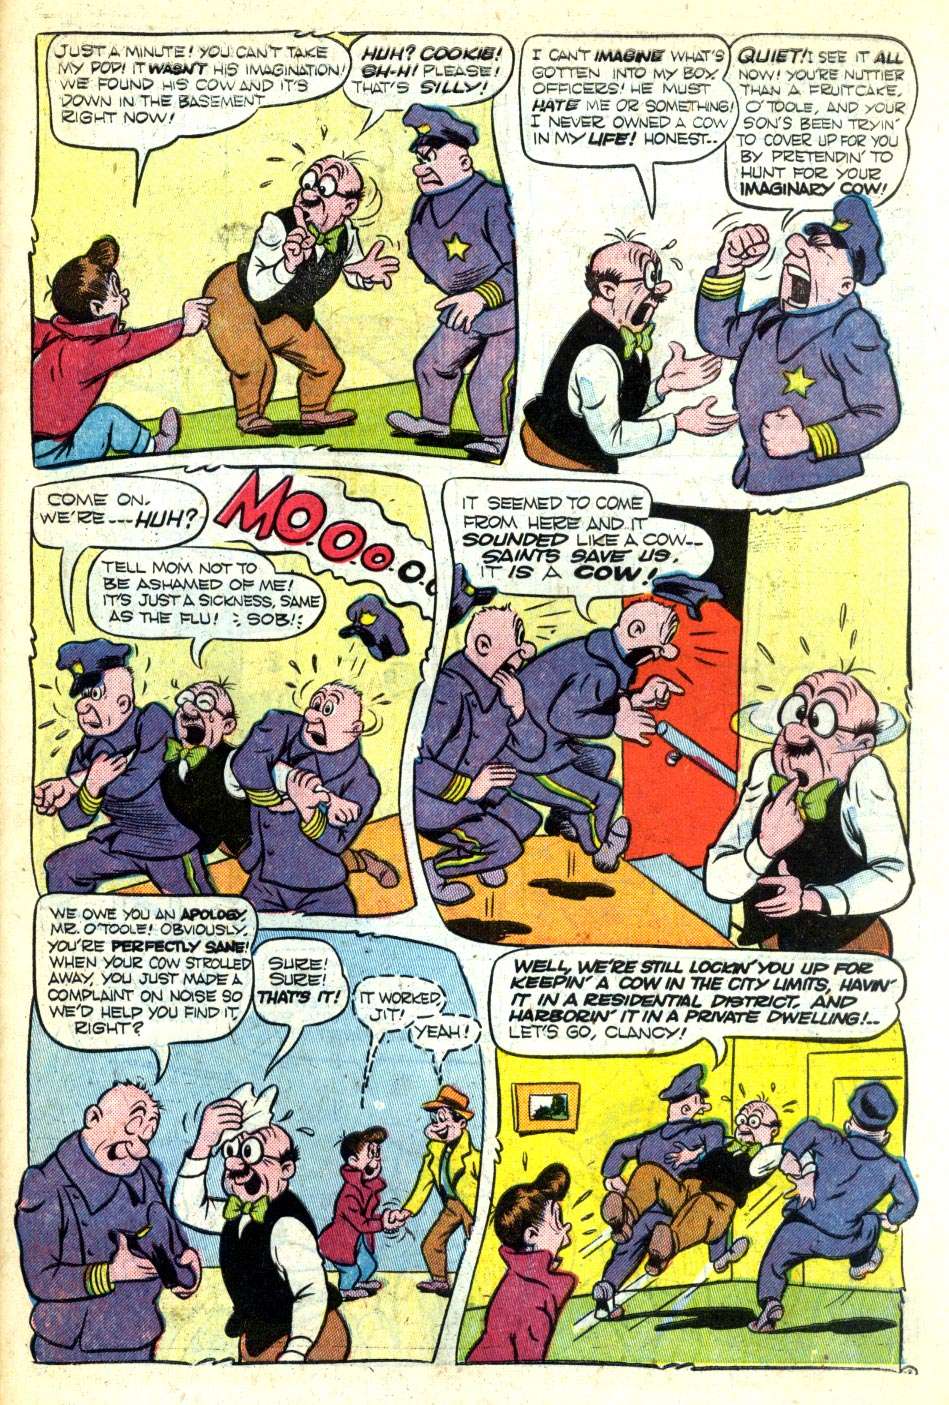 JUST A MINUTE! YOU CAN'T TAKE
MY POP! IT WASN'T HIS IMAGINATION!
WE FOUND HIS COW AND IT'S
DOWN IN THE BASEMENT
RIGHT NOW!
HUH? COOKIE!
SH-H! PLEASE!
THAT'S SILLY!
I CAN'T IMAGINE WHAT'S
GOTTEN INTO MY BOY,
OFFICERS! HE MUST
HATE ME OR SOMETHING!
I NEVER OWNED A COW
IN MY LIFE! HONEST--
QUIET! I SEE IT ALL
NOW! YOU'RE NUTTIER
THAN A FRUITCAKE,
O'TOOLE, AND YOUR
SON'S BEEN TRYIN'
TO COVER UP FOR YOU
BY PRETENDIN' TO
HUNT FOR YOUR
IMAGINARY COW!
COME ON,
WE'RE --- HUH?
MO.O.O.O.O.
TELL MOM NOT TO
BE ASHAMED OF ME!
IT'S JUST A SICKNESS, SAME
AS THE FLU! :SOB!:
IT SEEMED TO COME
FROM HERE AND IT
SOUNDED LIKE A COW--
SAINTS SAVE US.
IT IS A COW!
WE OWE YOU AN APOLOGY,
MR. O'TOOLE! OBVIOUSLY,
YOU'RE PERFECTLY SANE!
WHEN YOUR COW STROLLED
AWAY, YOU JUST MADE A
COMPLAINT ON NOISE SO
WE'D HELP YOU FIND IT,
RIGHT?
SURE!
SURE!
THAT'S IT!
IT WORKED,
JIT!
YEAH!
WELL, WE'RE STILL LOCKIN' YOU UP FOR
KEEPIN' A COW IN THE CITY LIMITS, HAVIN'
IT IN A RESIDENTIAL DISTRICT, AND
HARBORIN' IT IN A PRIVATE DWELLING!--
LET'S GO, CLANCY!